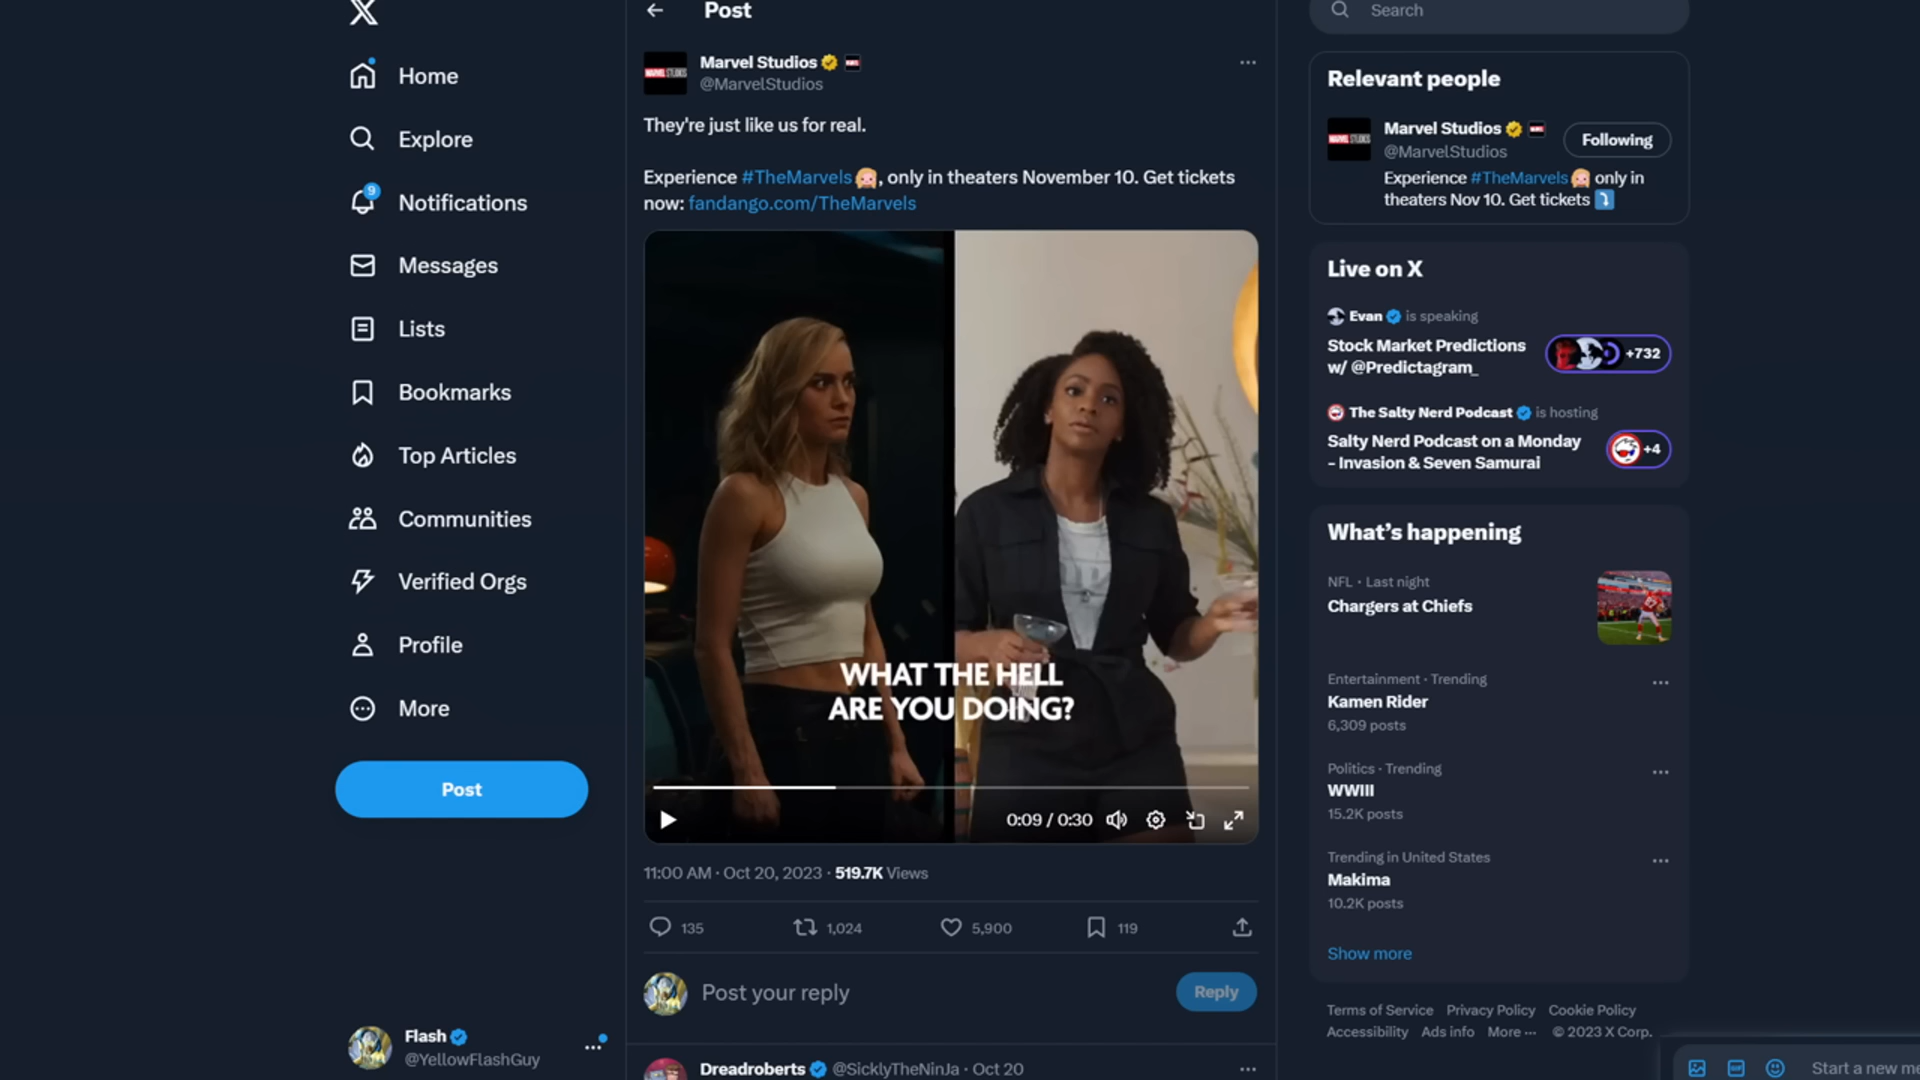 Home
Explore
9
Notifications
Messages
Lists
Bookmarks
Top Articles
Communities
Verified Orgs
Profile
More
Post
Flash
@YellowFlashGuy
Post
Marvel Studios
@MarvelStudios
They're just like us for real.
Experience #TheMarvels, only in theaters November 10. Get tickets
now: fandango.com/TheMarvels
WHAT THE HELL
ARE YOU DOING?
0:09 / 0:30
11:00 AM · Oct 20, 2023 · 519.7K Views
135 1,024 5,900 119
Post your reply
Reply
Dreadroberts @SicklyTheNinJa · Oct 20
Search
Relevant people
MARVEL STUDIOS
Marvel Studios
@MarvelStudios
Following
Experience #TheMarvels only in
theaters Nov 10. Get tickets
Live on X
Evan is speaking
Stock Market Predictions
w/ @Predictagram_
+732
The Salty Nerd Podcast is hosting
Salty Nerd Podcast on a Monday
- Invasion & Seven Samurai
+4
What's happening
NFL · Last night
Chargers at Chiefs
Entertainment · Trending
Kamen Rider
6,309 posts
Politics · Trending
WWIII
15.2K posts
Trending in United States
Makima
10.2K posts
Show more
Terms of Service Privacy Policy Cookie Policy
Accessibility Ads info More ··· © 2023 X Corp.
Start a new me